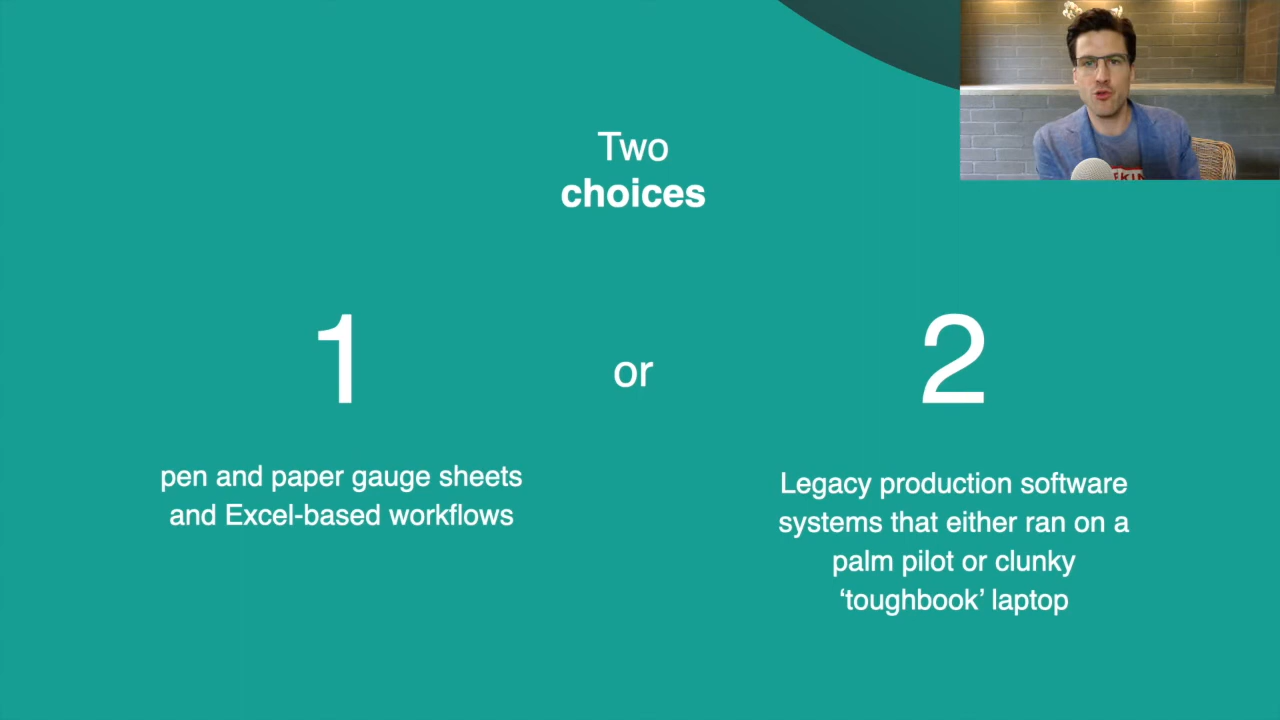 Two
choices
1
or
2
pen and paper gauge sheets
and Excel-based workflows
Legacy production software
systems that either ran on a
palm pilot or clunky
‘toughbook’ laptop